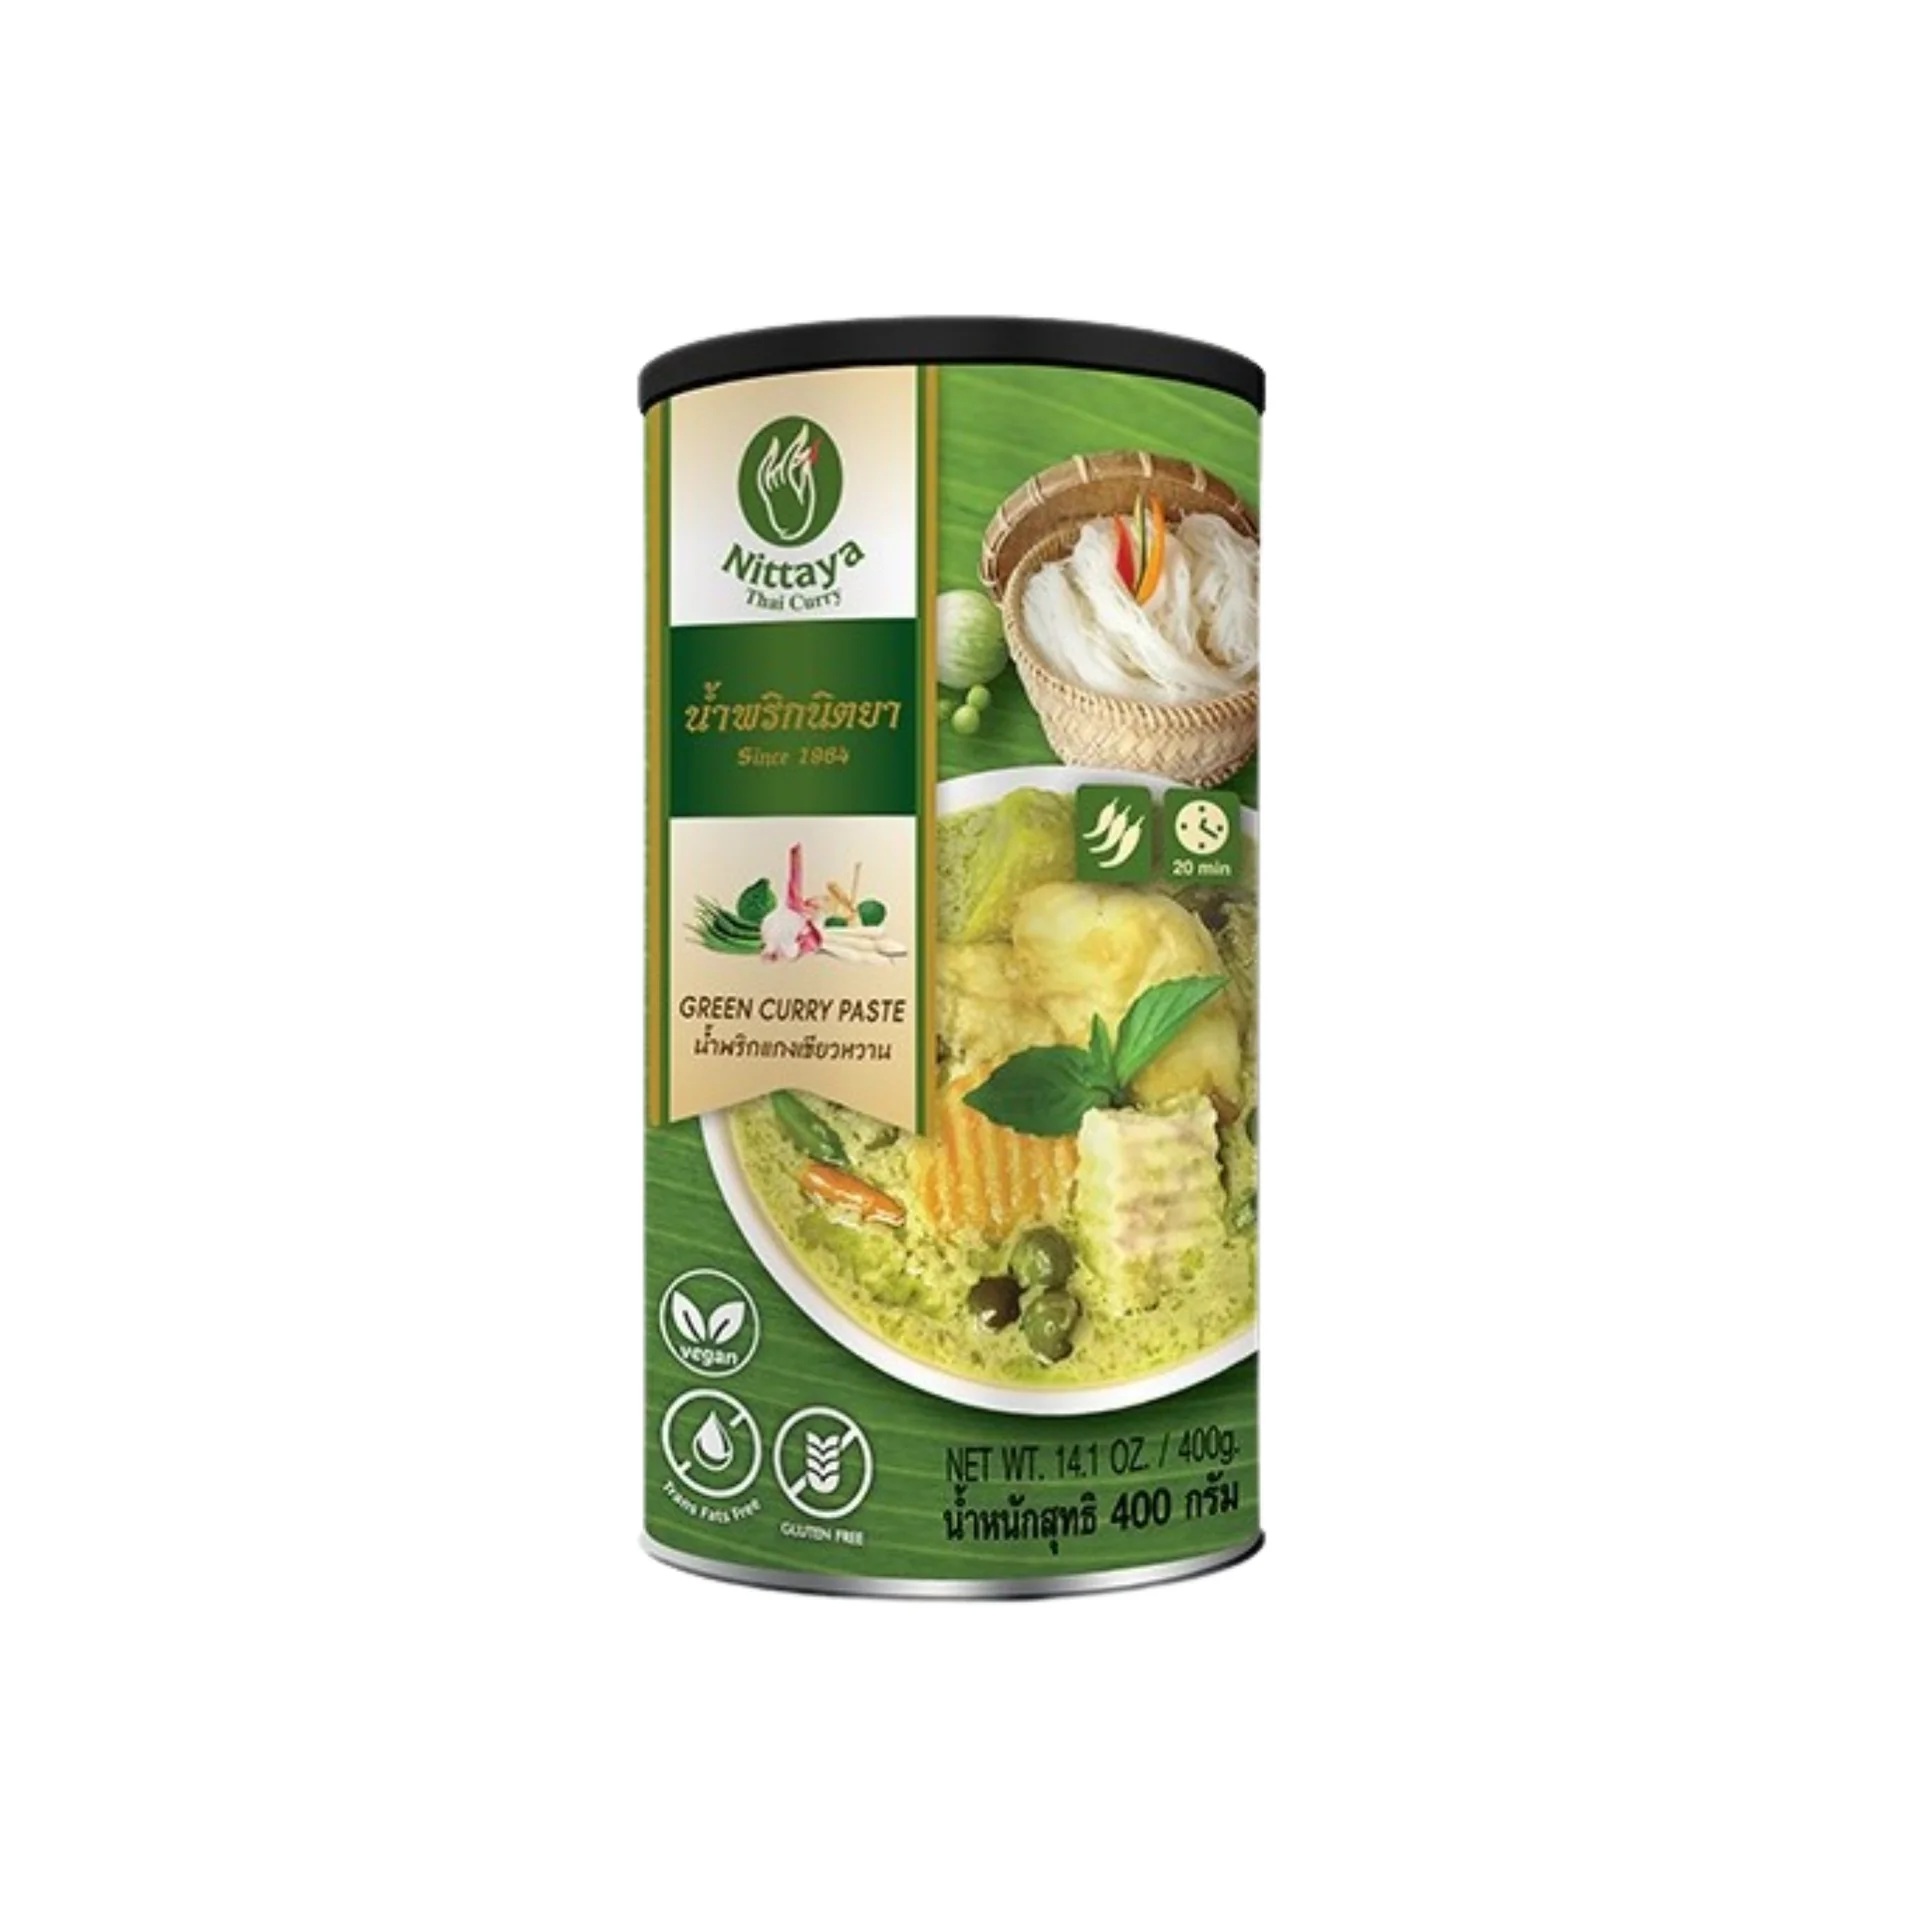 Nittaya
Thai Curry
น้ำพริกนิตยา
Since 1964
20 min
GREEN CURRY PASTE
น้ำพริกแกงเขียวหวาน
vegan
Trans Fats Free
GLUTEN FREE
NET WT. 14.1 OZ. / 400g.
น้ำหนักสุทธิ 400 กรัม